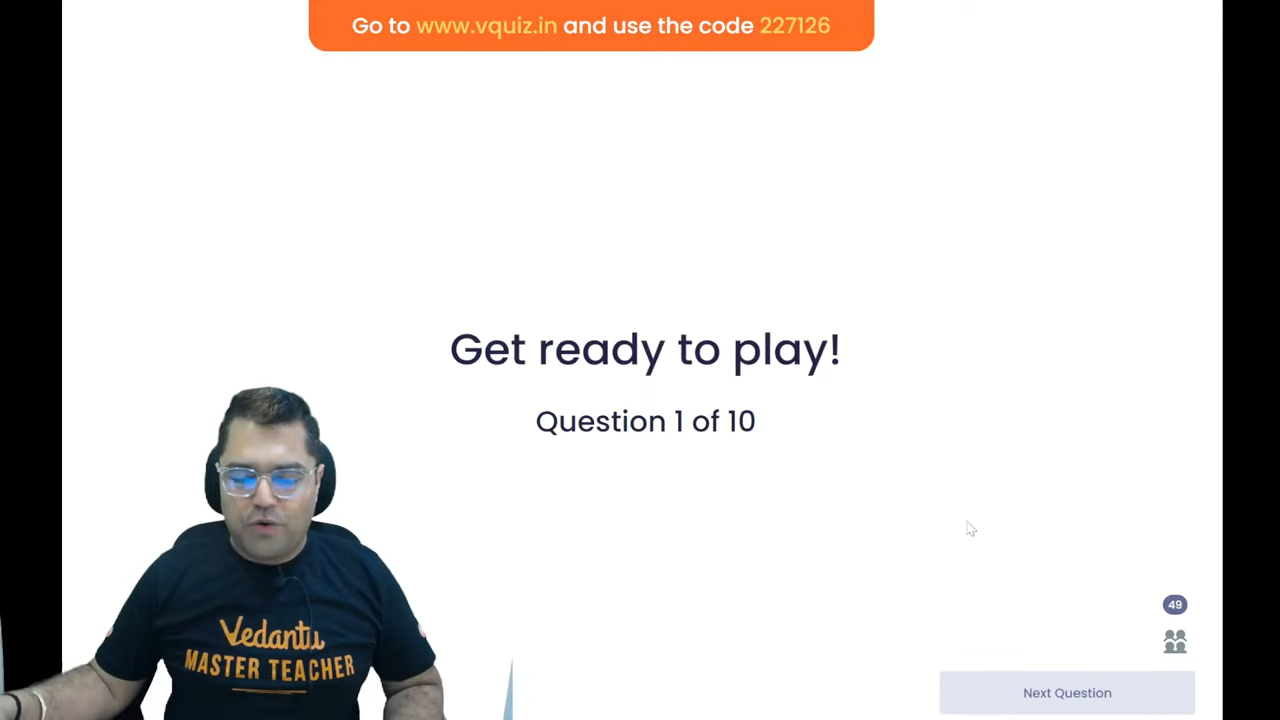 Go to www.vquiz.in and use the code 227126
Get ready to play!
Question 1 of 10
Vedantu
MASTER TEACHER
49
Next Question